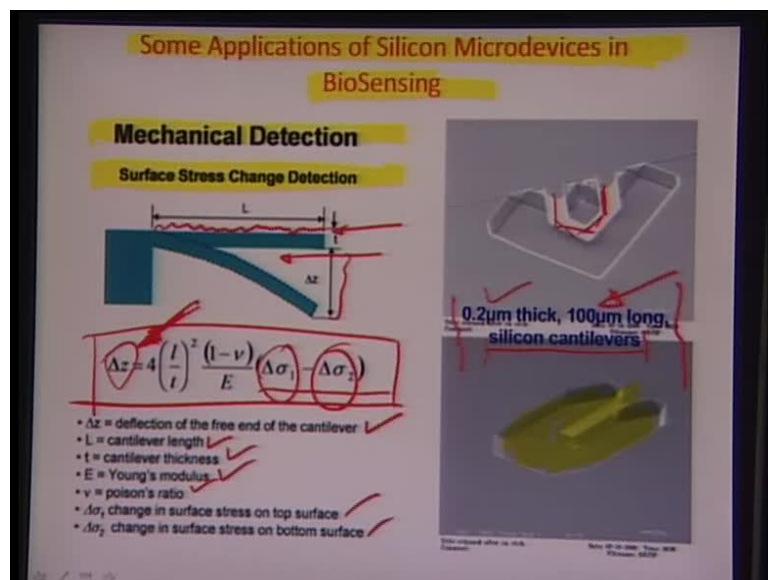 Some Applications of Silicon Microdevices in
BioSensing
Mechanical Detection
Surface Stress Change Detection
L
t
Δz
Δz = 4 (l/t)² (1−ν)/E (Δσ₁ − Δσ₂)
• Δz = deflection of the free end of the cantilever
• L = cantilever length
• t = cantilever thickness
• E = Young's modulus
• ν = poison's ratio
• Δσ₁ change in surface stress on top surface
• Δσ₂ change in surface stress on bottom surface
0.2μm thick, 100μm long,
silicon cantilevers